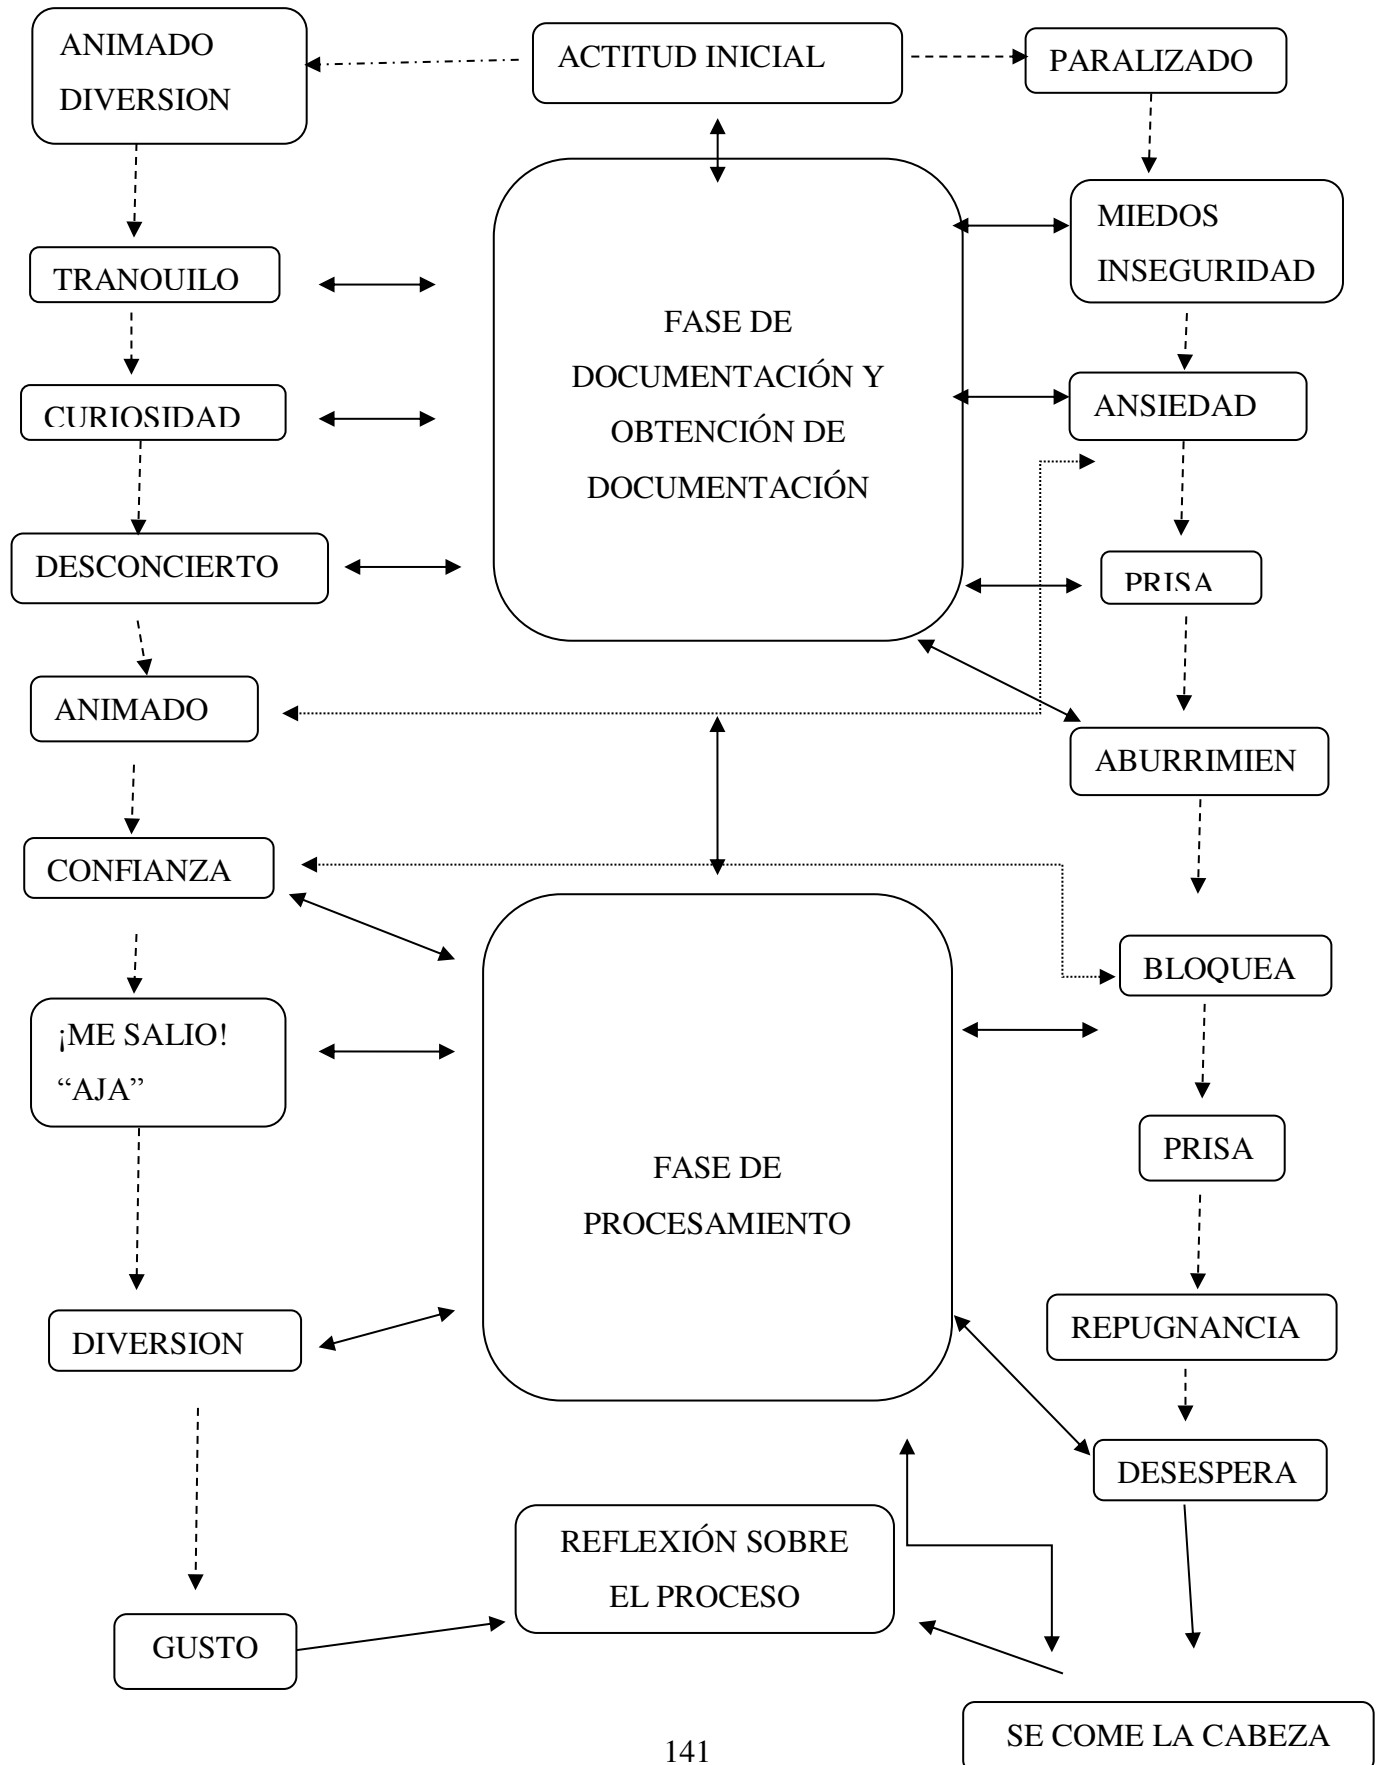 ANIMADO
DIVERSION
ACTITUD INICIAL
PARALIZADO
MIEDOS
INSEGURIDAD
TRANQUILO
FASE DE
DOCUMENTACIÓN Y
OBTENCIÓN DE
DOCUMENTACIÓN
CURIOSIDAD
ANSIEDAD
DESCONCIERTO
PRISA
ANIMADO
ABURRIMIEN
CONFIANZA
BLOQUEA
¡ME SALIO!
“AJA”
PRISA
FASE DE
PROCESAMIENTO
DIVERSION
REPUGNANCIA
DESESPERA
REFLEXIÓN SOBRE
EL PROCESO
GUSTO
SE COME LA CABEZA
141